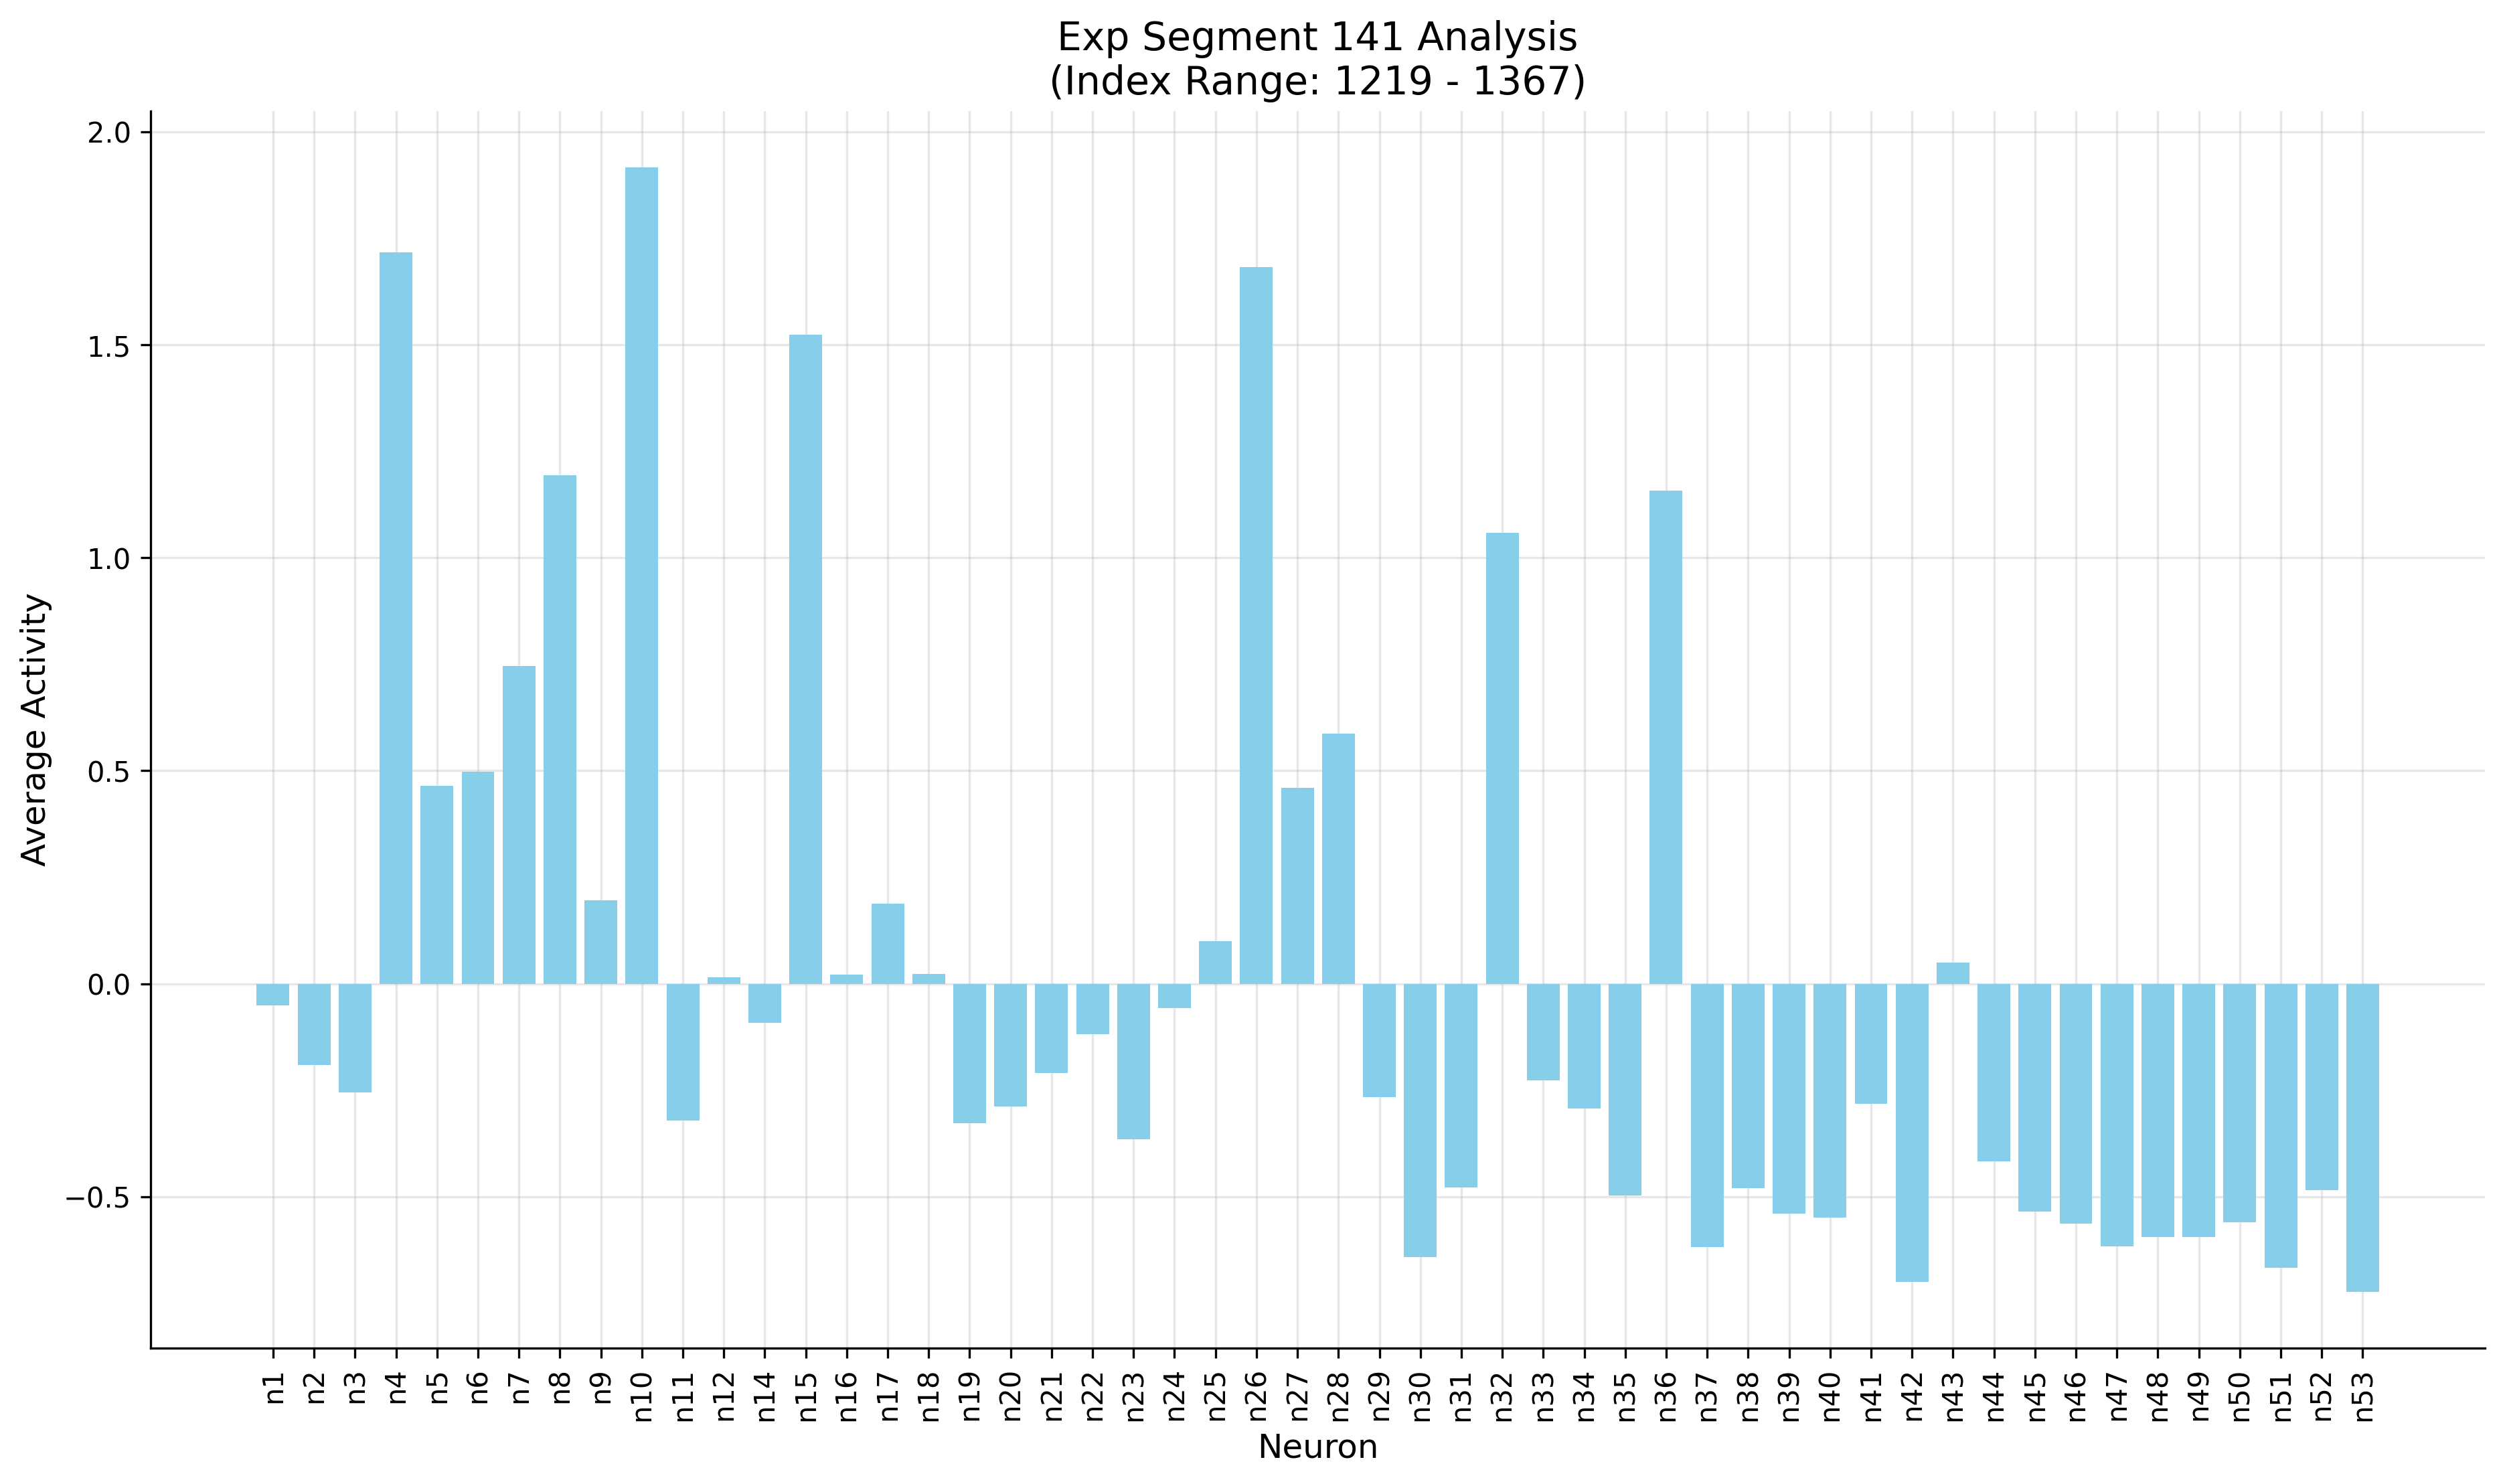 Exp Segment 141 Analysis
(Index Range: 1219 - 1367)
Average Activity
2.0
1.5
1.0
0.5
0.0
−0.5
n1
n2
n3
n4
n5
n6
n7
n8
n9
n10
n11
n12
n14
n15
n16
n17
n18
n19
n20
n21
n22
n23
n24
n25
n26
n27
n28
n29
n30
n31
n32
n33
n34
n35
n36
n37
n38
n39
n40
n41
n42
n43
n44
n45
n46
n47
n48
n49
n50
n51
n52
n53
Neuron